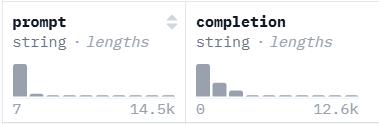 prompt completion
string · lengths string · lengths
7 14.5k 0 12.6k